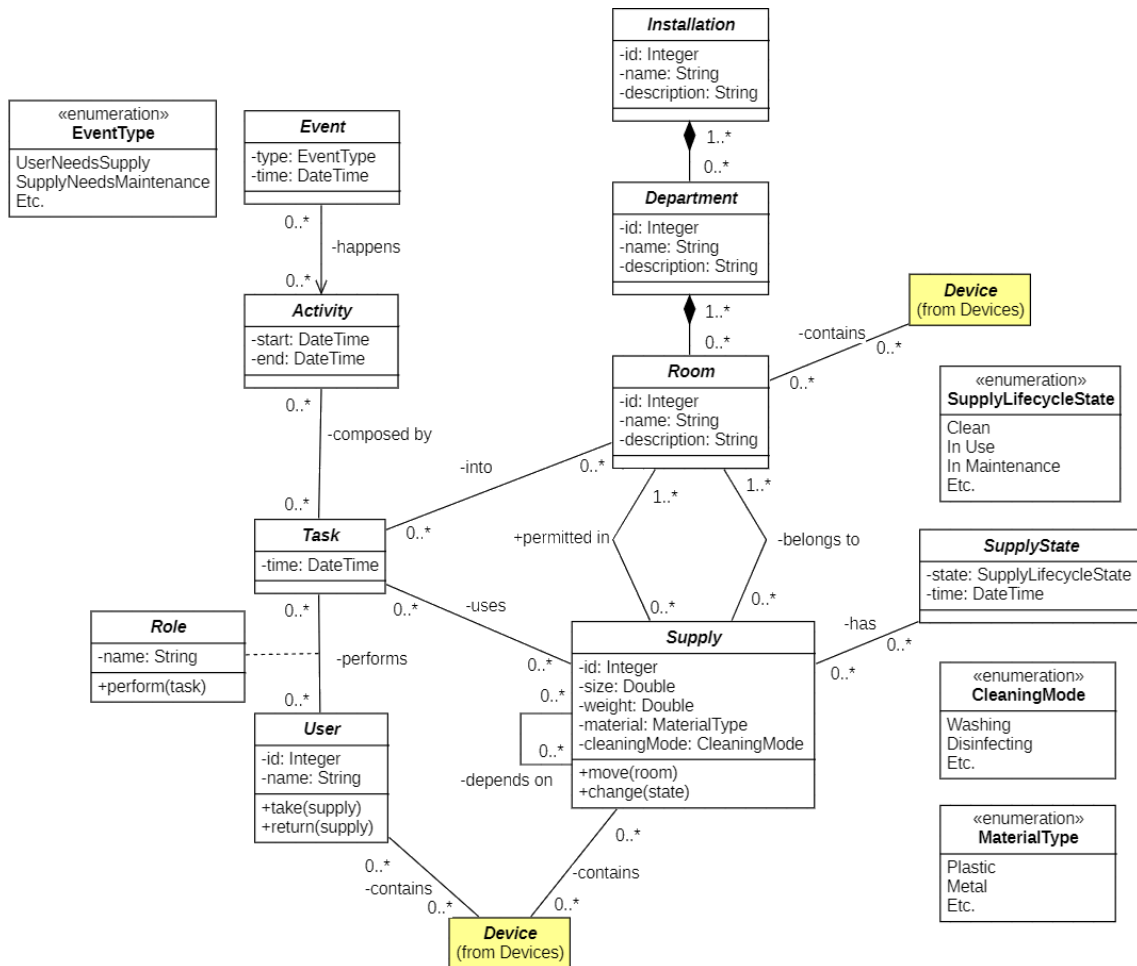 Installation
-id: Integer
-name: String
-description: String
1..*
0..*
«enumeration»
EventType
UserNeedsSupply
SupplyNeedsMaintenance
Etc.
Event
-type: EventType
-time: DateTime
0..*
-happens
0..*
Department
-id: Integer
-name: String
-description: String
1..*
0..*
Device
(from Devices)
-contains
0..*
0..*
Activity
-start: DateTime
-end: DateTime
0..*
-composed by
0..*
Room
-id: Integer
-name: String
-description: String
«enumeration»
SupplyLifecycleState
Clean
In Use
In Maintenance
Etc.
-into
0..*
0..*
1..*
1..*
+permitted in
-belongs to
0..*
0..*
Task
-time: DateTime
0..*
0..*
-uses
0..*
SupplyState
-state: SupplyLifecycleState
-time: DateTime
-has
0..*
0..*
Role
-name: String
+perform(task)
-performs
0..*
Supply
-id: Integer
-size: Double
-weight: Double
-material: MaterialType
-cleaningMode: CleaningMode
+move(room)
+change(state)
0..*
0..*
-depends on
«enumeration»
CleaningMode
Washing
Disinfecting
Etc.
User
-id: Integer
-name: String
+take(supply)
+return(supply)
«enumeration»
MaterialType
Plastic
Metal
Etc.
0..*
-contains
0..*
0..*
-contains
0..*
Device
(from Devices)